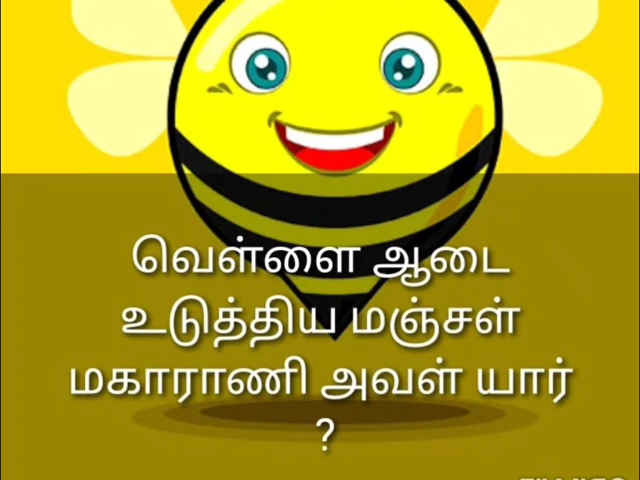 வெள்ளை ஆடை
உடுத்திய மஞ்சள்
மகாராணி அவள் யார்
?